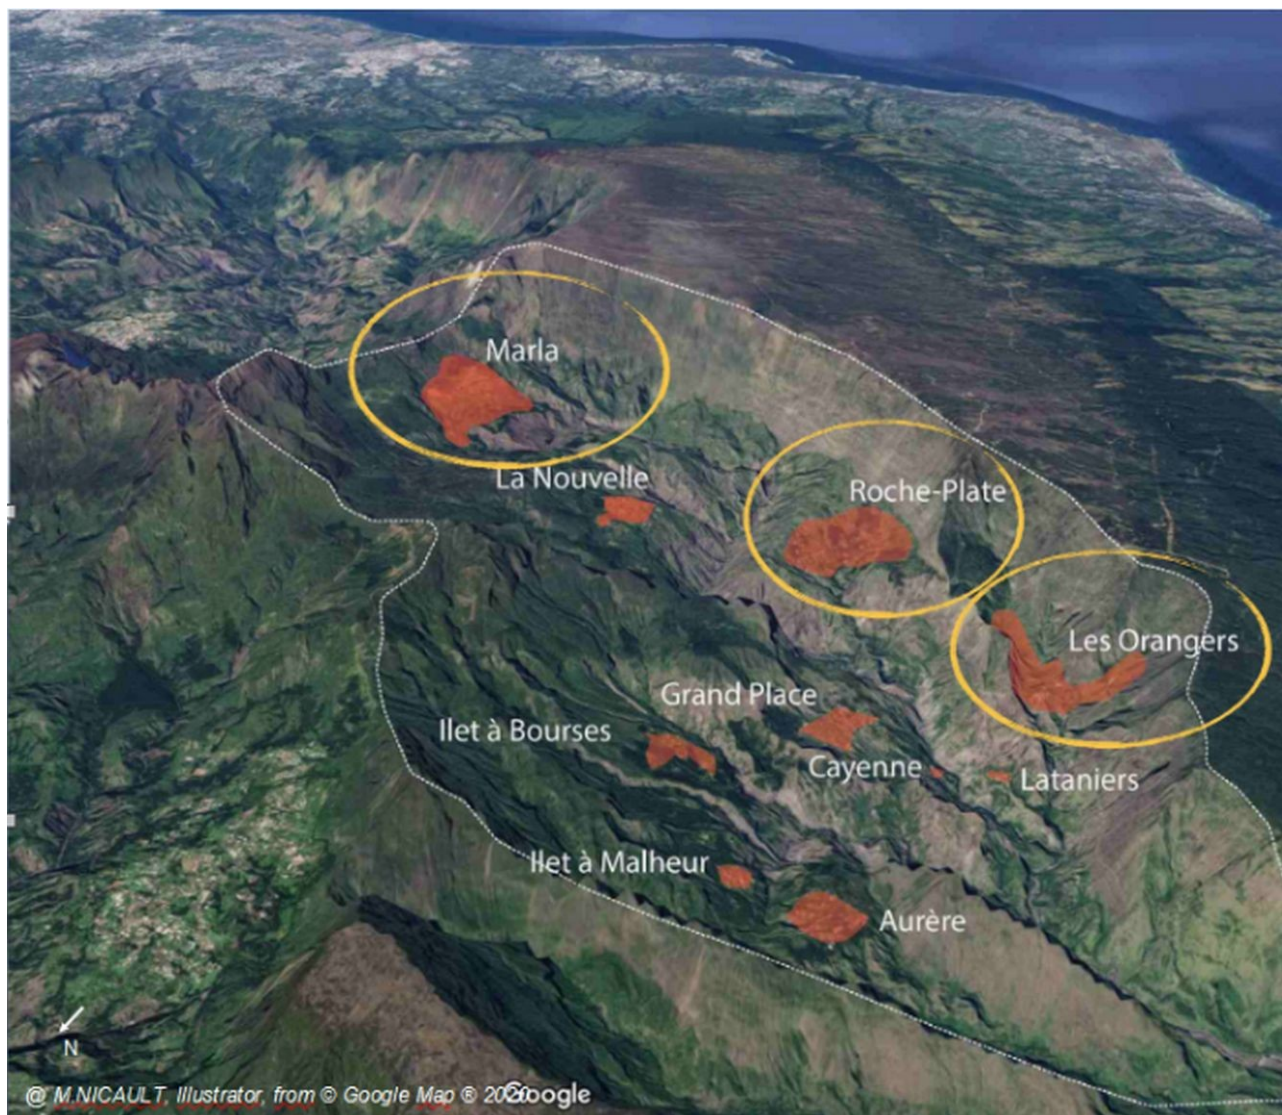 Marla
La Nouvelle
Roche-Plate
Les Orangers
Grand Place
Ilet à Bourses
Cayenne
Lataniers
Ilet à Malheur
Aurère
N
@ M.NICAULT, Illustrator, from © Google Map ® 2020
Google